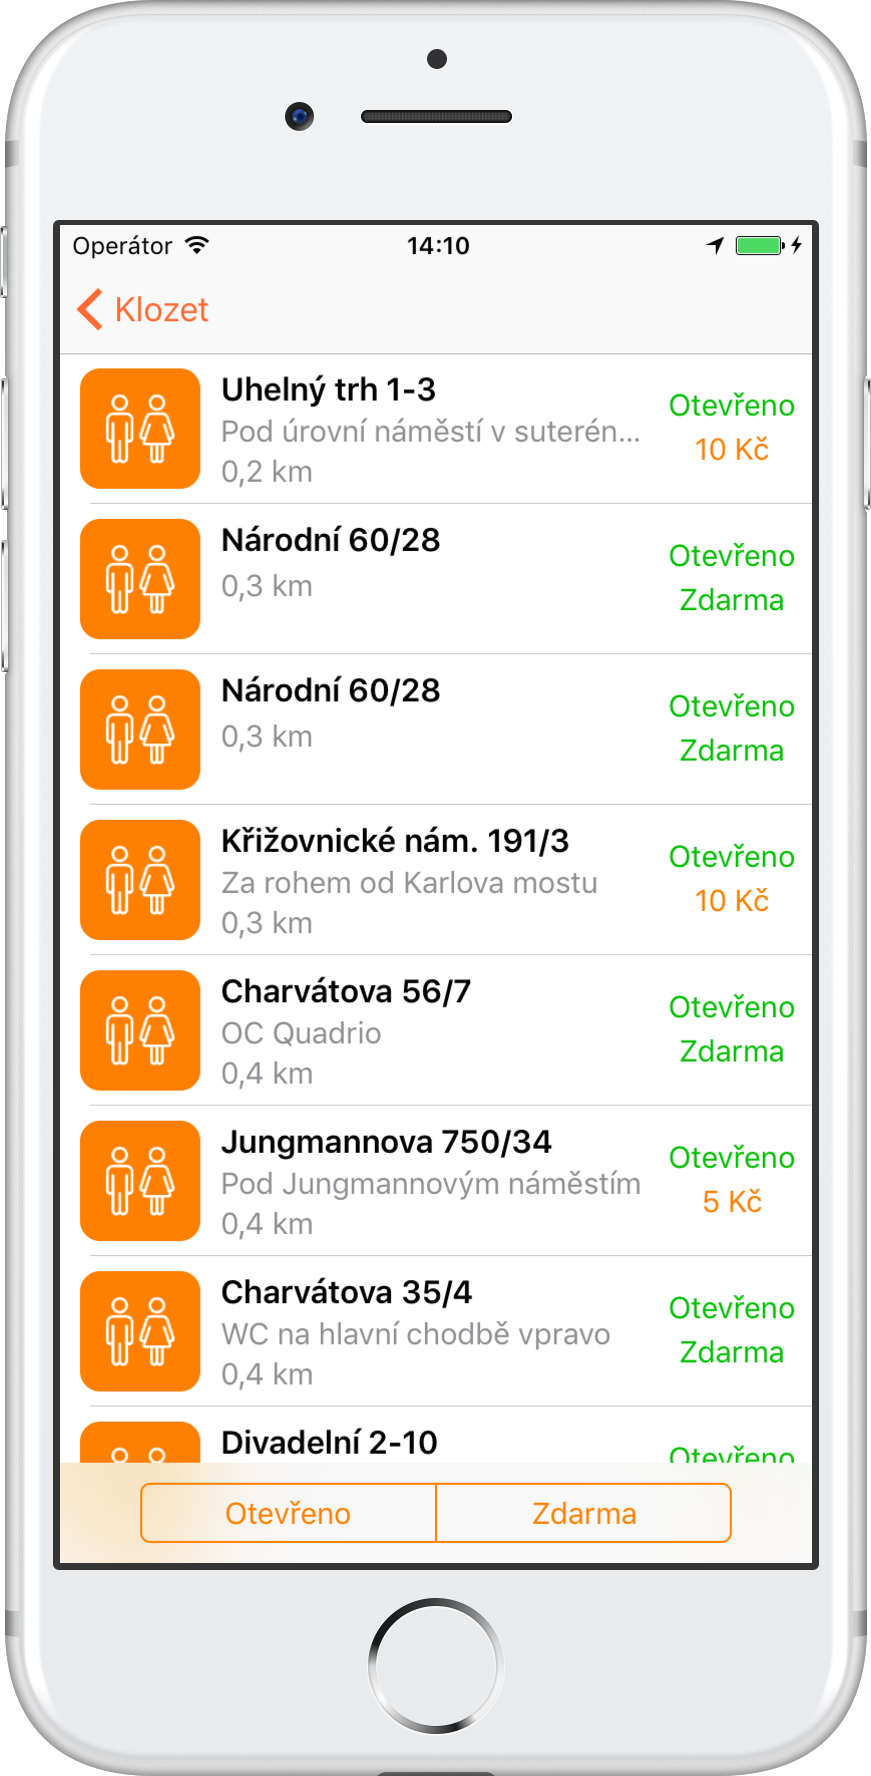 Operátor 14:10
Klozet
Uhelný trh 1-3
Pod úrovní náměstí v suterén...
0,2 km
Otevřeno
10 Kč
Národní 60/28
0,3 km
Otevřeno
Zdarma
Národní 60/28
0,3 km
Otevřeno
Zdarma
Křižovnické nám. 191/3
Za rohem od Karlova mostu
0,3 km
Otevřeno
10 Kč
Charvátova 56/7
OC Quadrio
0,4 km
Otevřeno
Zdarma
Jungmannova 750/34
Pod Jungmannovým náměstím
0,4 km
Otevřeno
5 Kč
Charvátova 35/4
WC na hlavní chodbě vpravo
0,4 km
Otevřeno
Zdarma
Divadelní 2-10
Otevřeno
Otevřeno Zdarma